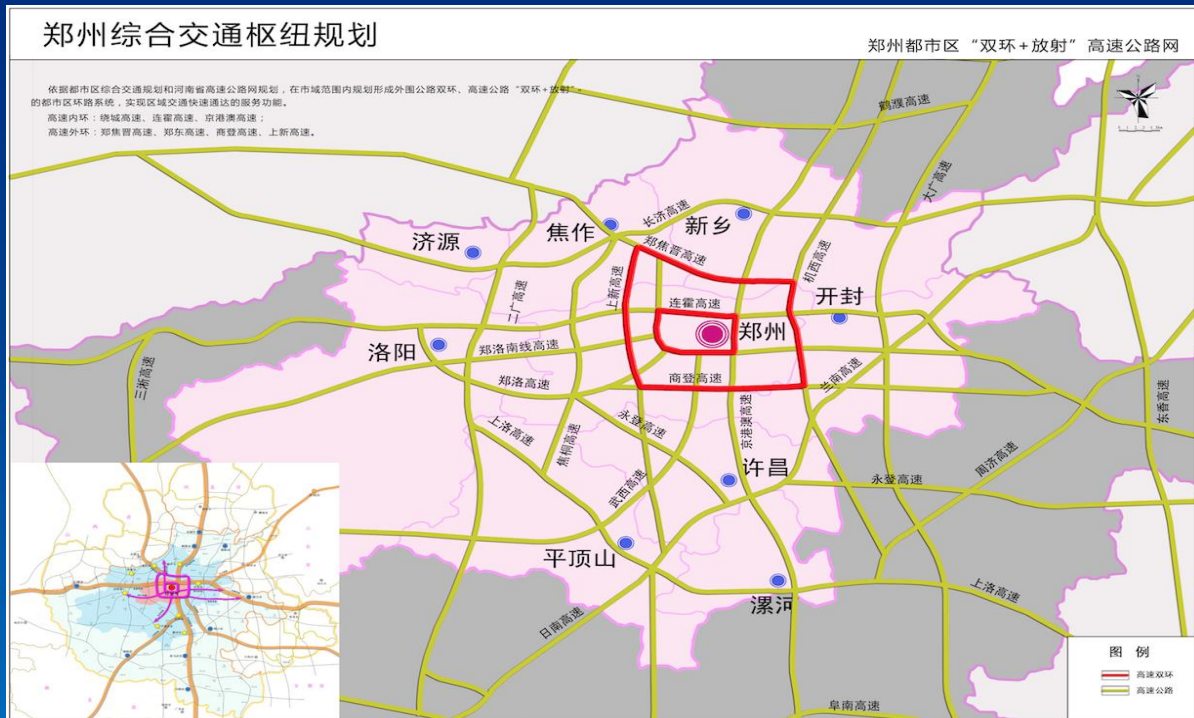 郑州综合交通枢纽规划
郑州都市区“双环+放射”高速公路网
依据都市区综合交通规划和河南省高速公路网规划，在市域范围内规划形成外围公路双环、高速公路“双环+放射”
的都市区环路系统，实现区域交通快速通达的服务功能。
高速内环：绕城高速、连霍高速、京港澳高速；
高速外环：郑焦晋高速、郑东高速、商登高速、上新高速。
鹤濮高速
大广高速
长济高速
新乡
焦作
济源
郑焦晋高速
机西高速
上新高速
二广高速
开封
连霍高速
郑州
洛阳
郑洛南线高速
三淅高速
郑洛高速
商登高速
兰南高速
东香高速
永登高速
京港澳高速
上洛高速
焦桐高速
周济高速
许昌
武西高速
永登高速
平顶山
漯河
上洛高速
日南高速
阜南高速
图 例
高速双环
高速公路